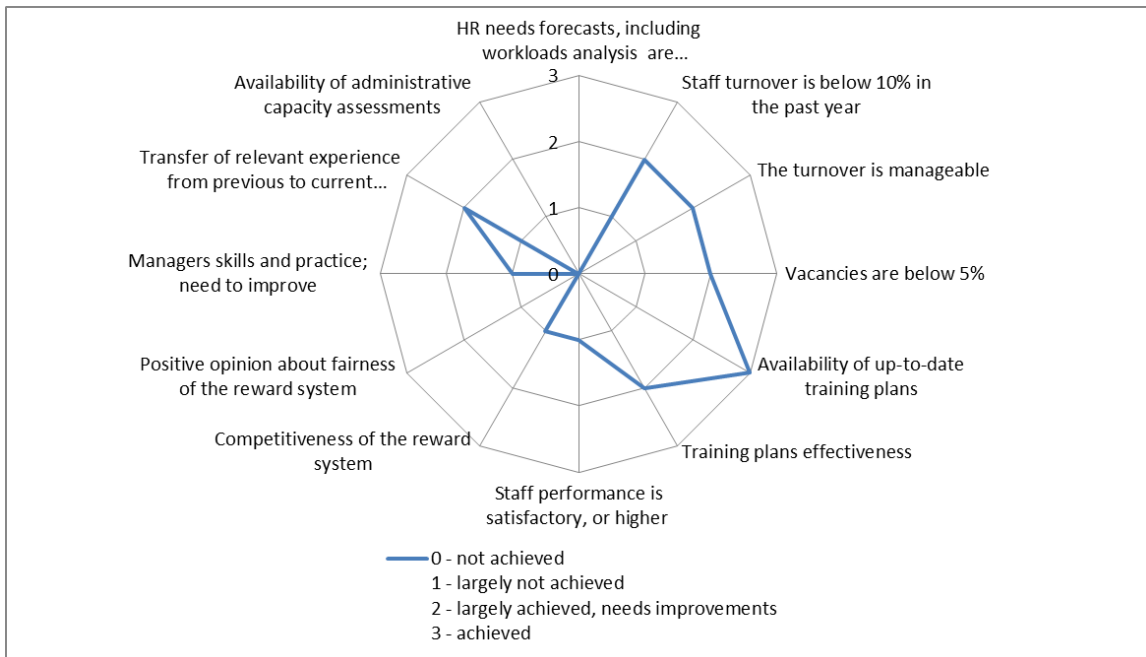 HR needs forecasts, including
workloads analysis  are...
Staff turnover is below 10% in
the past year
The turnover is manageable
Vacancies are below 5%
Availability of up-to-date
training plans
Training plans effectiveness
Staff performance is
satisfactory, or higher
Competitiveness of the reward
system
Positive opinion about fairness
of the reward system
Managers skills and practice;
need to improve
Transfer of relevant experience
from previous to current...
Availability of administrative
capacity assessments
3
2
1
0
0 - not achieved
1 - largely not achieved
2 - largely achieved, needs improvements
3 - achieved